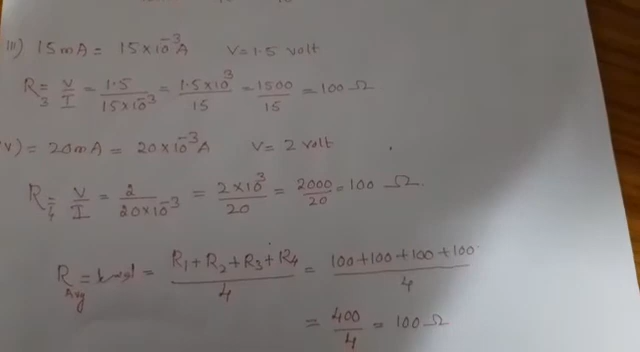 III) 15mA = 15×10⁻³A V=1.5 volt
R₃ = V/I = 1.5/15×10⁻³ = 1.5×10³/15 = 1500/15 = 100 Ω
V) = 20mA = 20×10⁻³A V= 2 volt
R₄ = V/I = 2/20×10⁻³ = 2×10³/20 = 2000/20 = 100 Ω.
R Avg = = R₁+R₂+R₃+R₄/4 = 100+100+100+100/4
= 400/4 = 100Ω